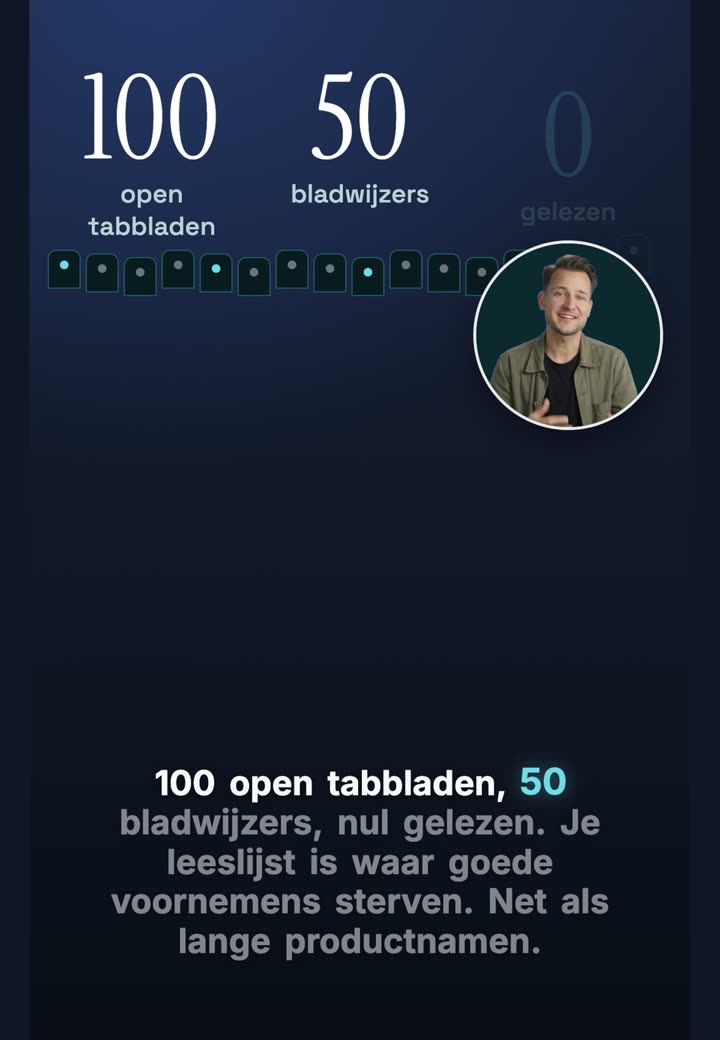 100
open
tabbladen
50
bladwijzers
0
gelezen
100 open tabbladen, 50
bladwijzers, nul gelezen. Je
leeslijst is waar goede
voornemens sterven. Net als
lange productnamen.